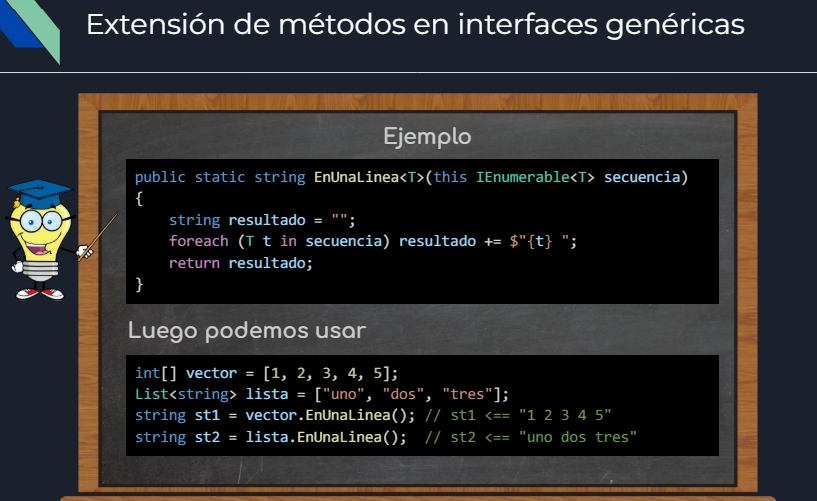 Extensión de métodos en interfaces genéricas
Ejemplo
public static string EnUnaLinea<T>(this IEnumerable<T> secuencia)
{
    string resultado = "";
    foreach (T t in secuencia) resultado += $"{t} ";
    return resultado;
}
Luego podemos usar
int[] vector = [1, 2, 3, 4, 5];
List<string> lista = ["uno", "dos", "tres"];
string st1 = vector.EnUnaLinea(); // st1 <== "1 2 3 4 5"
string st2 = lista.EnUnaLinea();  // st2 <== "uno dos tres"